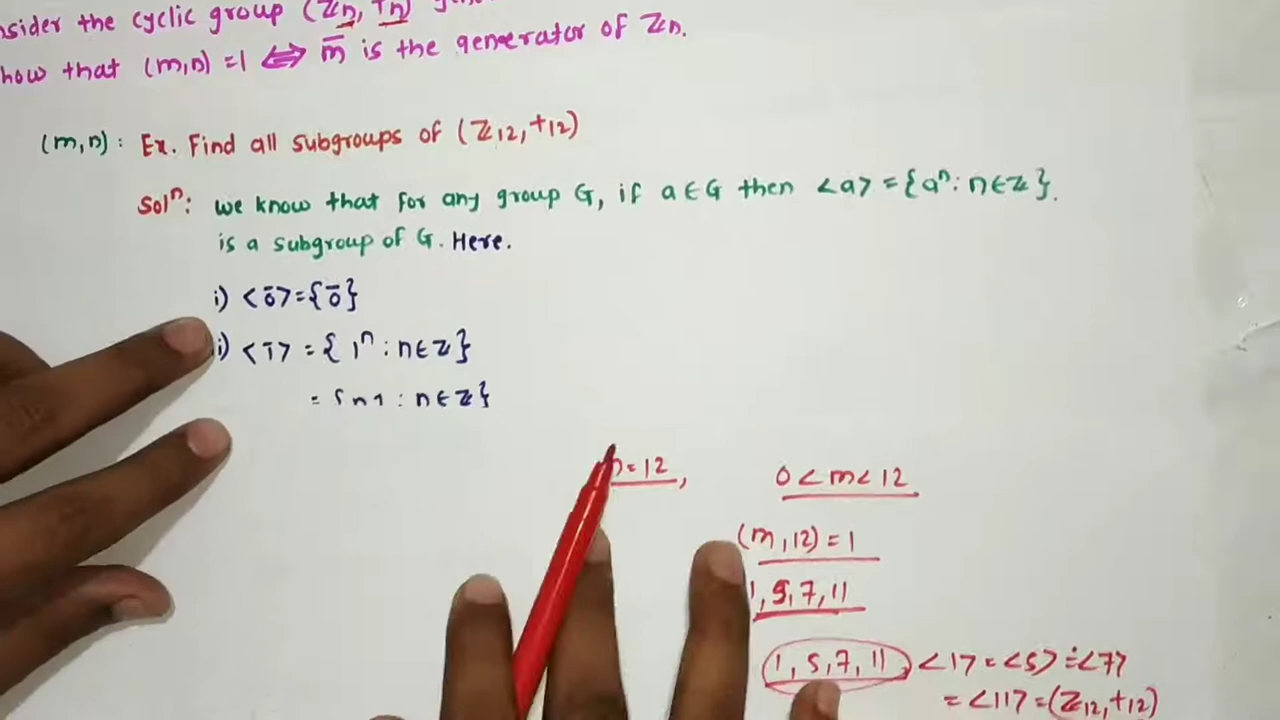 nsider the cyclic group (Zn, +n)
how that (m,n) =1 ⟺ m̄ is the generator of Zn.
(m,n): Ex. Find all subgroups of (ℤ12,+12)
Solⁿ: we know that for any group G, if a∈G then <a> ={aⁿ: n∈ℤ}.
is a subgroup of G. Here.
i) <0̄>={0̄}
i) <1̄> ={ 1ⁿ : n∈ℤ}
= {n1 : n∈ℤ}
n=12, 0<m<12
(m,12)=1
1,5,7,11
1,5,7,11, <1>=<5>=<7>
=<11>=(ℤ12,+12)